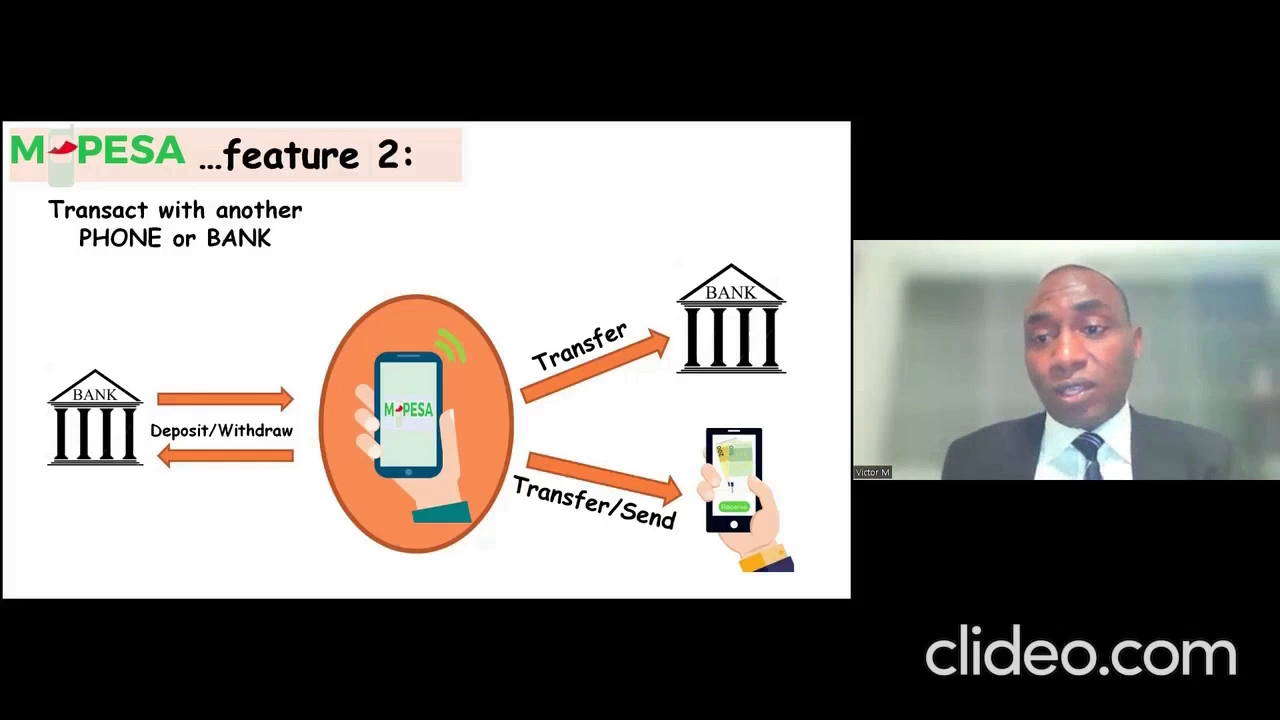 M-PESA ...feature 2:
Transact with another
PHONE or BANK
BANK
Transfer
BANK
M-PESA
Deposit/Withdraw
Transfer/Send
Receive
Victor M
clideo.com